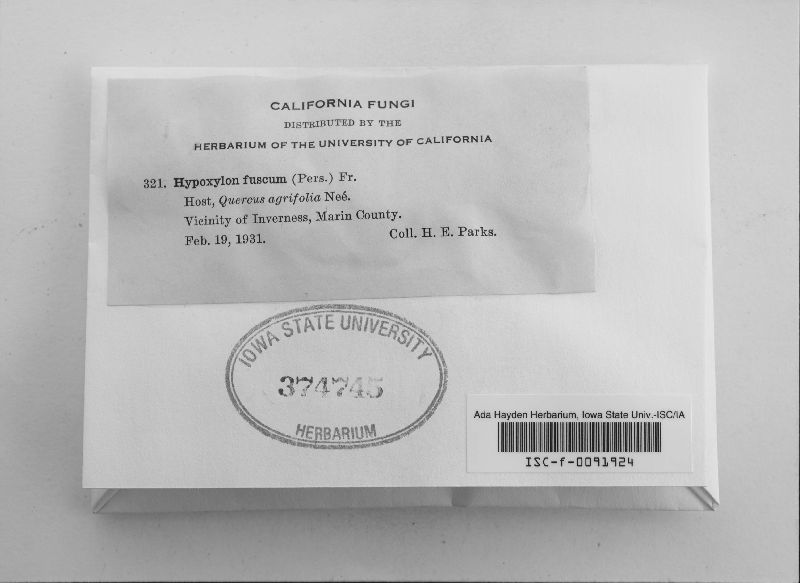 CALIFORNIA FUNGI
DISTRIBUTED BY THE
HERBARIUM OF THE UNIVERSITY OF CALIFORNIA
321. Hypoxylon fuscum (Pers.) Fr.
Host, Quercus agrifolia Neé.
Vicinity of Inverness, Marin County.
Feb. 19, 1931. Coll. H. E. Parks.
IOWA STATE UNIVERSITY
374745
HERBARIUM
Ada Hayden Herbarium, Iowa State Univ.-ISC/IA
ISC-f-0091924